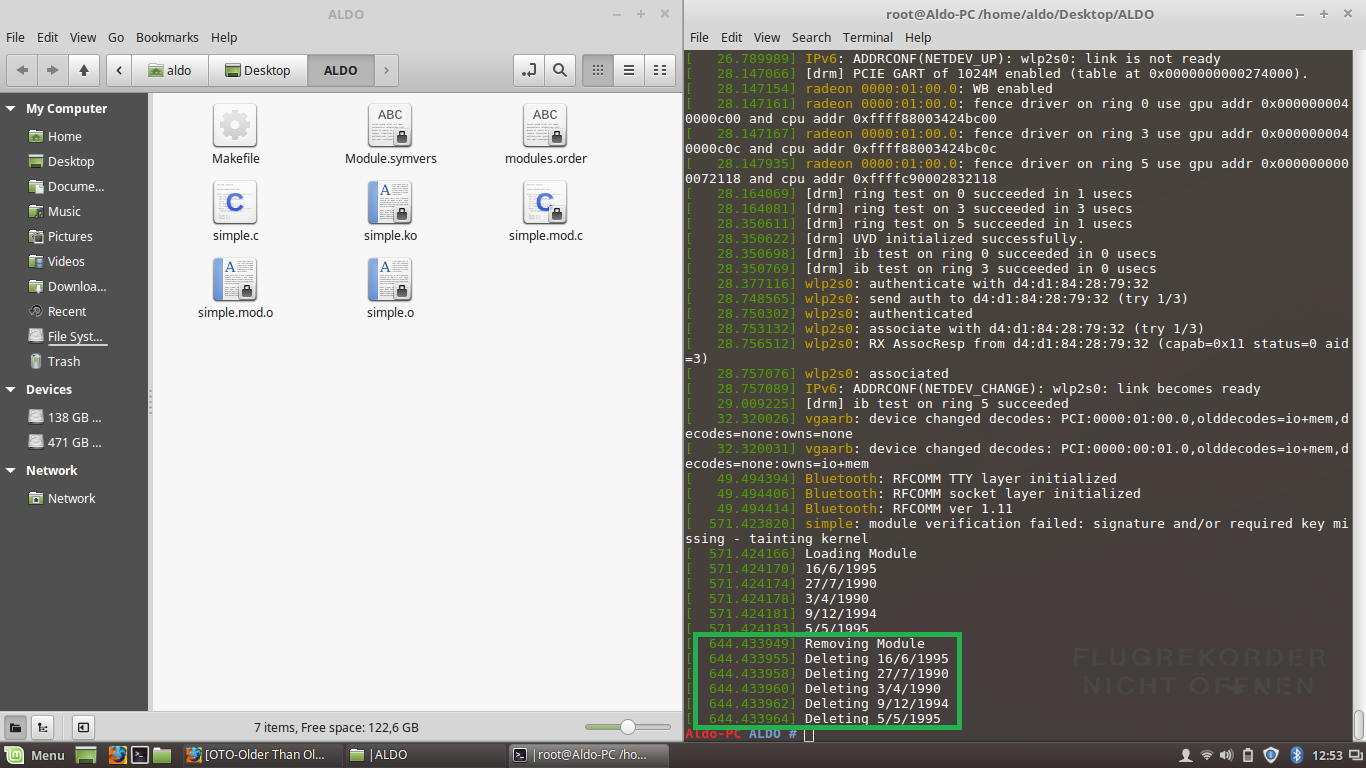 ALDO
File Edit View Go Bookmarks Help
aldo Desktop ALDO
My Computer
Home
Desktop
Docume...
Music
Pictures
Videos
Downloa...
Recent
File Syst...
Trash
Devices
138 GB ...
471 GB ...
Network
Network
Makefile
ABC
Module.symvers
ABC
modules.order
C
simple.c
A
simple.ko
C
simple.mod.c
A
simple.mod.o
A
simple.o
7 items, Free space: 122,6 GB
root@Aldo-PC /home/aldo/Desktop/ALDO
File Edit View Search Terminal Help
[   26.789989] IPv6: ADDRCONF(NETDEV_UP): wlp2s0: link is not ready
[   28.147066] [drm] PCIE GART of 1024M enabled (table at 0x0000000000274000).
[   28.147154] radeon 0000:01:00.0: WB enabled
[   28.147161] radeon 0000:01:00.0: fence driver on ring 0 use gpu addr 0x000000004
0000c00 and cpu addr 0xffff88003424bc00
[   28.147167] radeon 0000:01:00.0: fence driver on ring 3 use gpu addr 0x000000004
0000c0c and cpu addr 0xffff88003424bc0c
[   28.147935] radeon 0000:01:00.0: fence driver on ring 5 use gpu addr 0x000000000
0072118 and cpu addr 0xffffc90002832118
[   28.164069] [drm] ring test on 0 succeeded in 1 usecs
[   28.164081] [drm] ring test on 3 succeeded in 3 usecs
[   28.350611] [drm] ring test on 5 succeeded in 1 usecs
[   28.350622] [drm] UVD initialized successfully.
[   28.350698] [drm] ib test on ring 0 succeeded in 0 usecs
[   28.350769] [drm] ib test on ring 3 succeeded in 0 usecs
[   28.377116] wlp2s0: authenticate with d4:d1:84:28:79:32
[   28.748565] wlp2s0: send auth to d4:d1:84:28:79:32 (try 1/3)
[   28.750302] wlp2s0: authenticated
[   28.753132] wlp2s0: associate with d4:d1:84:28:79:32 (try 1/3)
[   28.756512] wlp2s0: RX AssocResp from d4:d1:84:28:79:32 (capab=0x11 status=0 aid
=3)
[   28.757076] wlp2s0: associated
[   28.757089] IPv6: ADDRCONF(NETDEV_CHANGE): wlp2s0: link becomes ready
[   29.009225] [drm] ib test on ring 5 succeeded
[   32.320026] vgaarb: device changed decodes: PCI:0000:01:00.0,olddecodes=io+mem,d
ecodes=none:owns=none
[   32.320031] vgaarb: device changed decodes: PCI:0000:00:01.0,olddecodes=io+mem,d
ecodes=none:owns=io+mem
[   49.494394] Bluetooth: RFCOMM TTY layer initialized
[   49.494406] Bluetooth: RFCOMM socket layer initialized
[   49.494414] Bluetooth: RFCOMM ver 1.11
[  571.423820] simple: module verification failed: signature and/or required key mi
ssing - tainting kernel
[  571.424166] Loading Module
[  571.424170] 16/6/1995
[  571.424174] 27/7/1990
[  571.424178] 3/4/1990
[  571.424181] 9/12/1994
[  571.424183] 5/5/1995
[  644.433949] Removing Module
[  644.433955] Deleting 16/6/1995
[  644.433958] Deleting 27/7/1990
[  644.433960] Deleting 3/4/1990
[  644.433962] Deleting 9/12/1994
[  644.433964] Deleting 5/5/1995
Aldo-PC ALDO #
FLUGREKORDER
NICHT ÖFFNEN
Menu [OTO-Older Than Ol... |ALDO |root@Aldo-PC /ho... 12:53